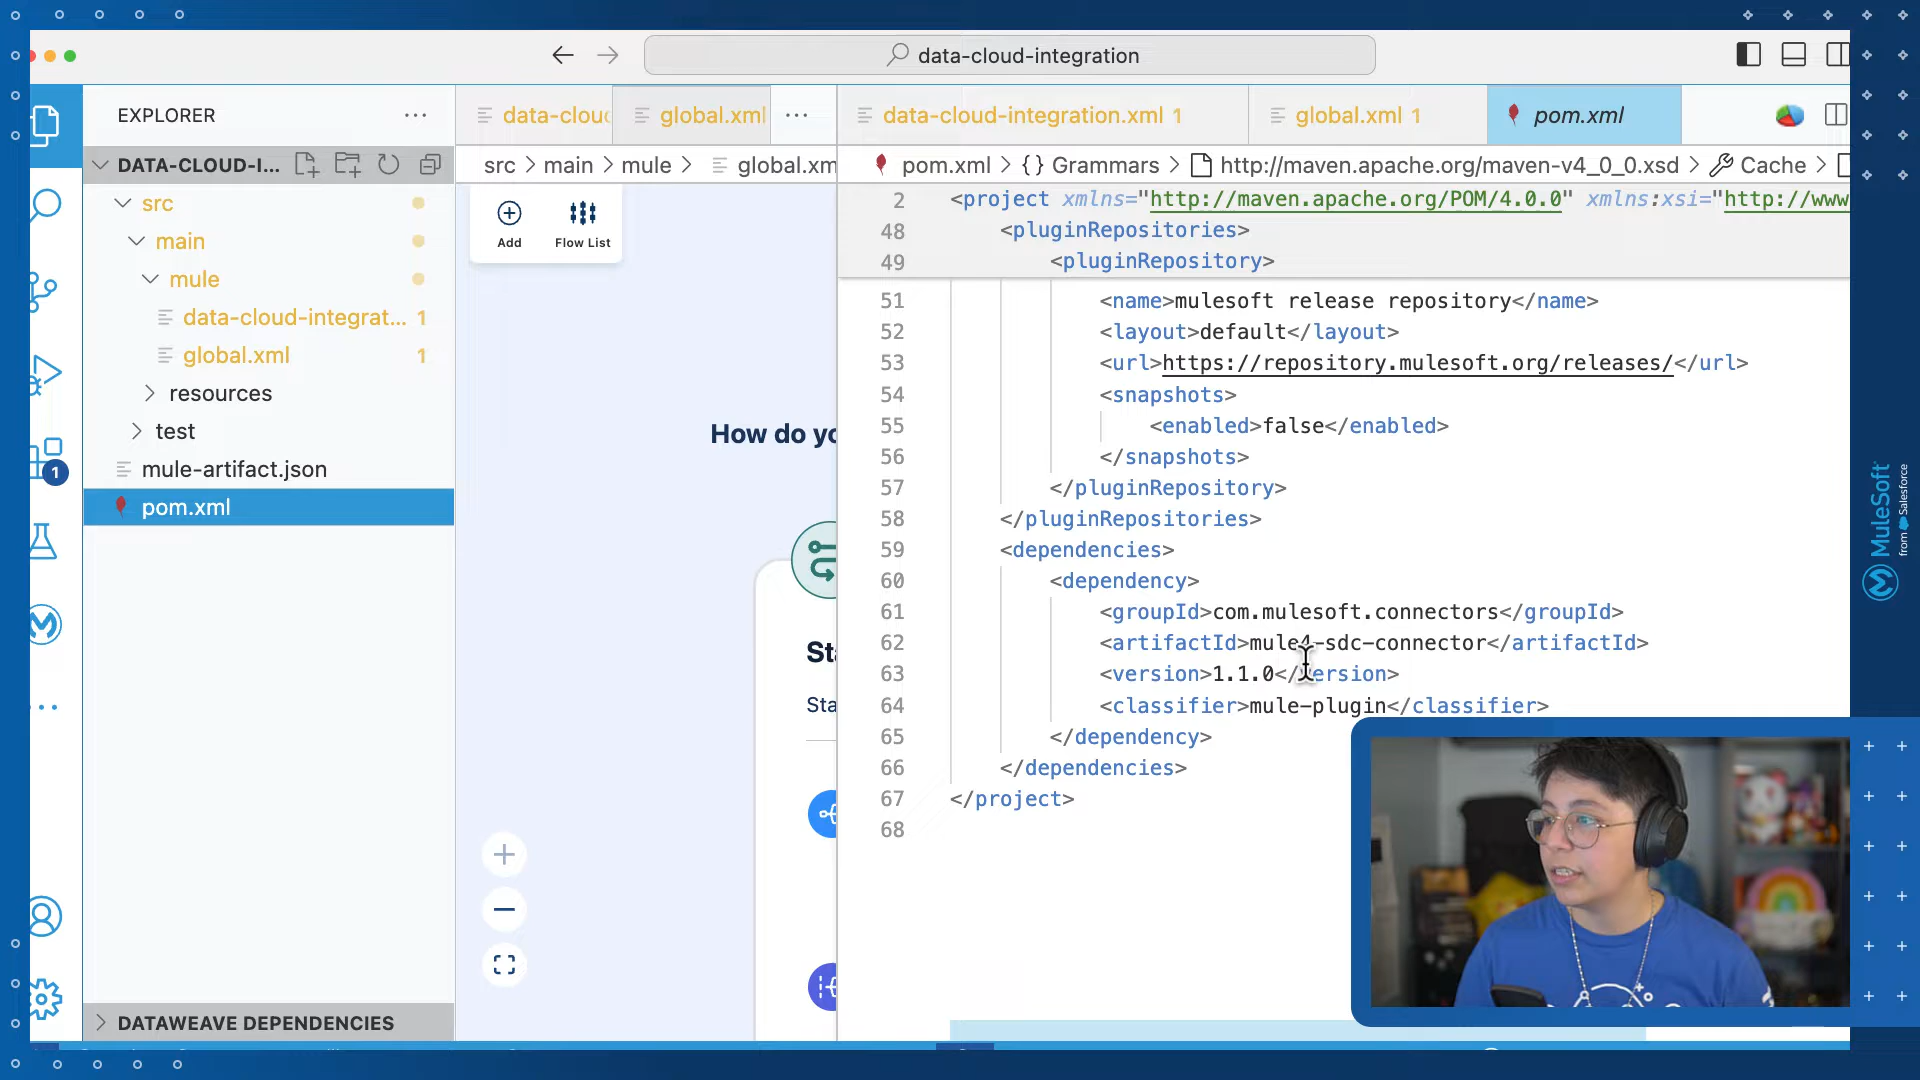 data-cloud-integration
EXPLORER
DATA-CLOUD-I...
src
main
mule
data-cloud-integrat... 1
global.xml 1
resources
test
mule-artifact.json
pom.xml
DATAWEAVE DEPENDENCIES
1
global.xml
src > main > mule >
Add
Flow List
How do
data-cloud-integration.xml 1
global.xml 1
pom.xml
pom.xml > {} Grammars > http://maven.apache.org/maven-v4_0_0.xsd > Cache >
2 <project xmlns="http://maven.apache.org/POM/4.0.0" xmlns:xsi="http://www
48 <pluginRepositories>
49 <pluginRepository>
51 <name>mulesoft release repository</name>
52 <layout>default</layout>
53 <url>https://repository.mulesoft.org/releases/</url>
54 <snapshots>
55 <enabled>false</enabled>
56 </snapshots>
57 </pluginRepository>
58 </pluginRepositories>
59 <dependencies>
60 <dependency>
61 <groupId>com.mulesoft.connectors</groupId>
62 <artifactId>mule4-sdc-connector</artifactId>
63 <version>1.1.0</version>
64 <classifier>mule-plugin</classifier>
65 </dependency>
66 </dependencies>
67 </project>
68
MuleSoft
from Salesforce